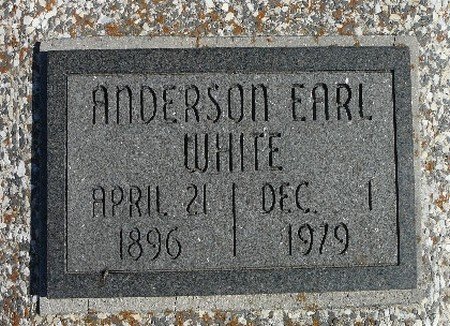 ANDERSON EARL
WHITE
APRIL 21 | DEC. 1
1896 | 1979